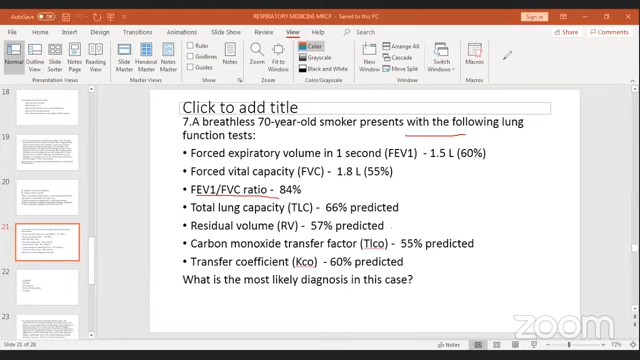 AutoSave Off
RESPIRATORY MEDICINE MRCP - Saved to this PC
Sign in
File Home Insert Design Transitions Animations Slide Show Review View Help
Share Comments
Normal Outline View Slide Sorter Notes Page Reading View
Presentation Views
Slide Master Handout Master Notes Master
Master Views
Ruler
Gridlines
Guides
Show
Notes
Zoom Fit to Window
Zoom
Color
Grayscale
Black and White
Color/Grayscale
New Window
Arrange All
Cascade
Move Split
Switch Windows
Window
Macros
Macros
18
19
20
21
22
23
Click to add title
7.A breathless 70-year-old smoker presents with the following lung
function tests:
• Forced expiratory volume in 1 second (FEV1) - 1.5 L (60%)
• Forced vital capacity (FVC) - 1.8 L (55%)
• FEV1/FVC ratio - 84%
• Total lung capacity (TLC) - 66% predicted
• Residual volume (RV) - 57% predicted
• Carbon monoxide transfer factor (Tlco) - 55% predicted
• Transfer coefficient (Kco) - 60% predicted
What is the most likely diagnosis in this case?
zoom
Slide 21 of 28
Notes
72%